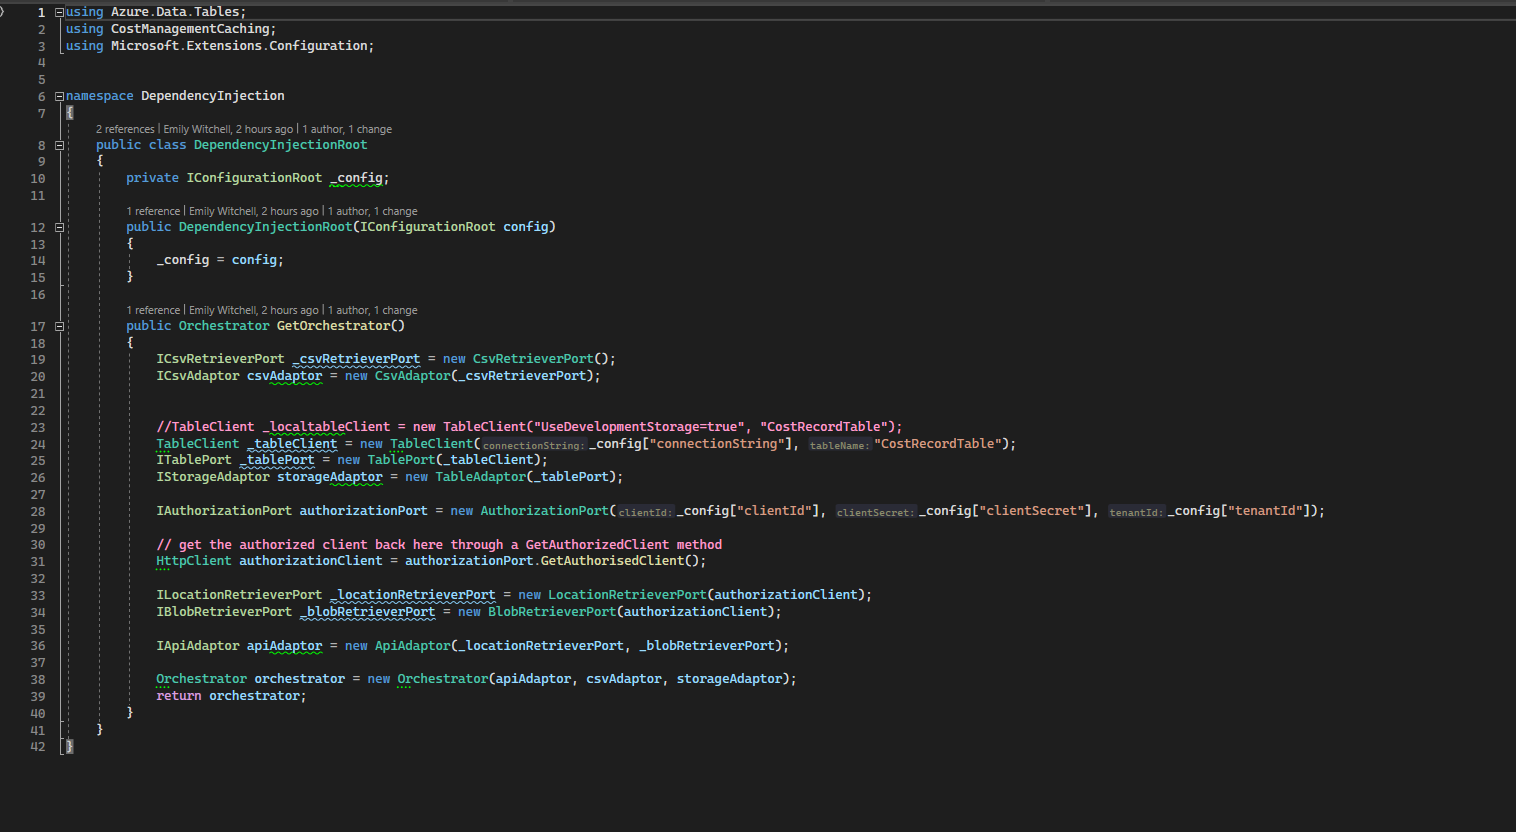 1 using Azure.Data.Tables;
2 using CostManagementCaching;
3 using Microsoft.Extensions.Configuration;
4
5
6 namespace DependencyInjection
7 {
2 references | Emily Witchell, 2 hours ago | 1 author, 1 change
8 public class DependencyInjectionRoot
9 {
10 private IConfigurationRoot _config;
11
1 reference | Emily Witchell, 2 hours ago | 1 author, 1 change
12 public DependencyInjectionRoot(IConfigurationRoot config)
13 {
14 _config = config;
15 }
16
1 reference | Emily Witchell, 2 hours ago | 1 author, 1 change
17 public Orchestrator GetOrchestrator()
18 {
19 ICsvRetrieverPort _csvRetrieverPort = new CsvRetrieverPort();
20 ICsvAdaptor csvAdaptor = new CsvAdaptor(_csvRetrieverPort);
21
22
23 //TableClient _localtableClient = new TableClient("UseDevelopmentStorage=true", "CostRecordTable");
24 TableClient _tableClient = new TableClient(connectionString: _config["connectionString"], tableName: "CostRecordTable");
25 ITablePort _tablePort = new TablePort(_tableClient);
26 IStorageAdaptor storageAdaptor = new TableAdaptor(_tablePort);
27
28 IAuthorizationPort authorizationPort = new AuthorizationPort(clientId: _config["clientId"], clientSecret: _config["clientSecret"], tenantId: _config["tenantId"]);
29
30 // get the authorized client back here through a GetAuthorizedClient method
31 HttpClient authorizationClient = authorizationPort.GetAuthorisedClient();
32
33 ILocationRetrieverPort _locationRetrieverPort = new LocationRetrieverPort(authorizationClient);
34 IBlobRetrieverPort _blobRetrieverPort = new BlobRetrieverPort(authorizationClient);
35
36 IApiAdaptor apiAdaptor = new ApiAdaptor(_locationRetrieverPort, _blobRetrieverPort);
37
38 Orchestrator orchestrator = new Orchestrator(apiAdaptor, csvAdaptor, storageAdaptor);
39 return orchestrator;
40 }
41 }
42 }